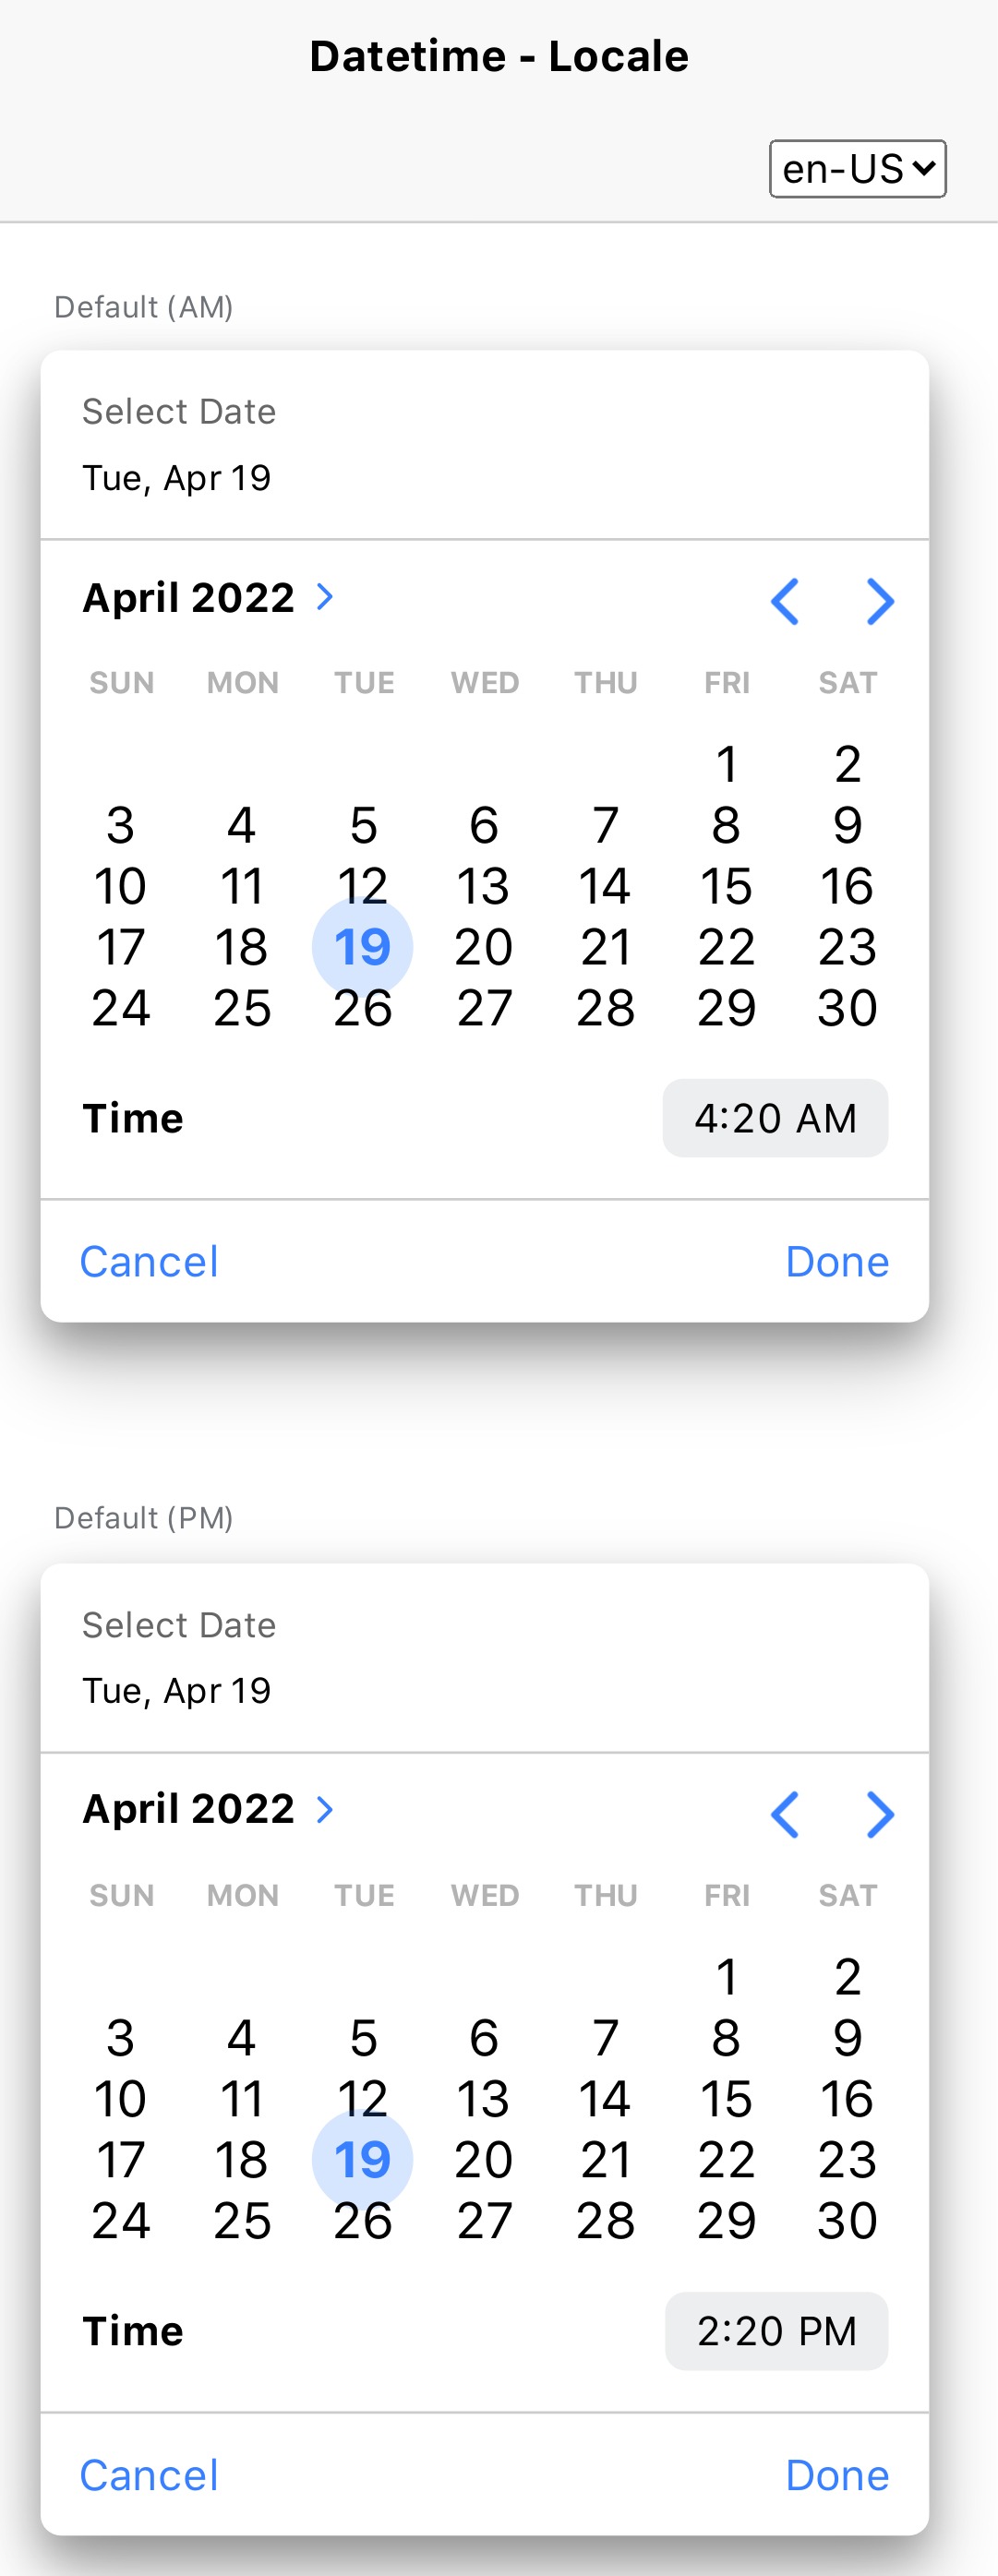 Datetime - Locale
en-US
Default (AM)
Select Date
Tue, Apr 19
April 2022
SUN MON TUE WED THU FRI SAT
1 2
3 4 5 6 7 8 9
10 11 12 13 14 15 16
17 18 19 20 21 22 23
24 25 26 27 28 29 30
Time 4:20 AM
Cancel Done
Default (PM)
Select Date
Tue, Apr 19
April 2022
SUN MON TUE WED THU FRI SAT
1 2
3 4 5 6 7 8 9
10 11 12 13 14 15 16
17 18 19 20 21 22 23
24 25 26 27 28 29 30
Time 2:20 PM
Cancel Done